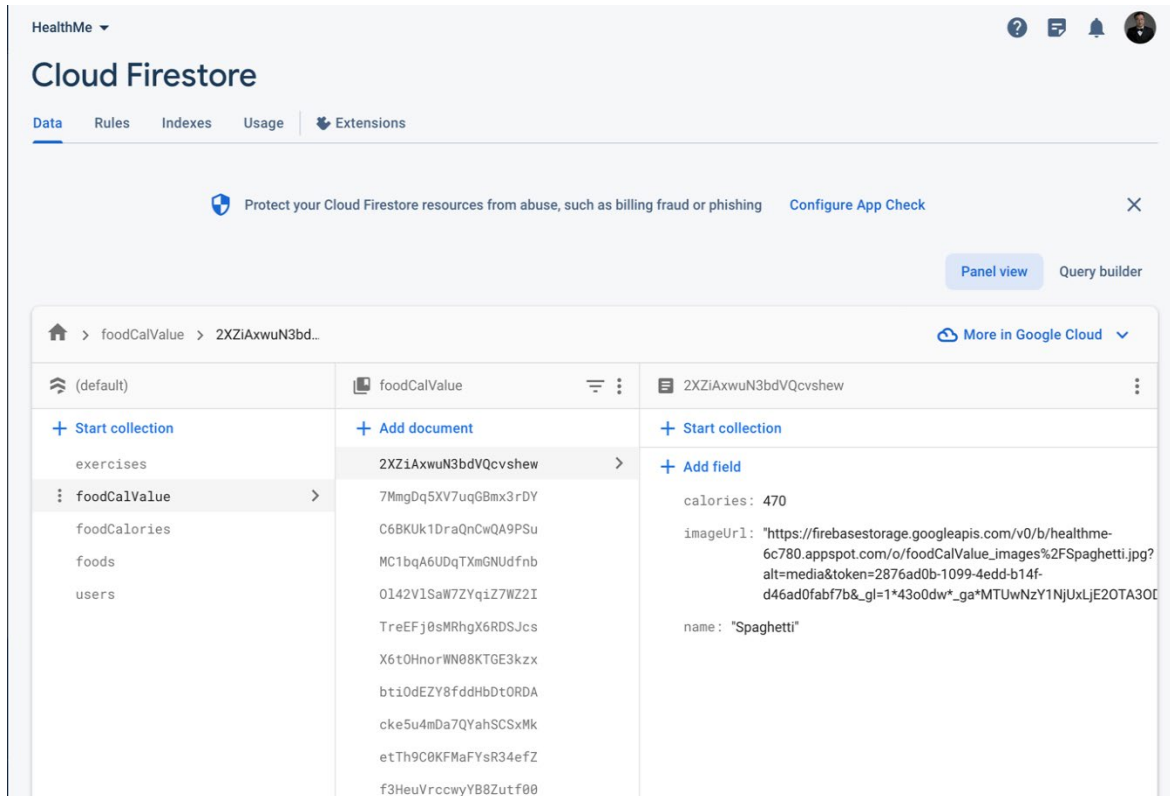 HealthMe
Cloud Firestore
Data Rules Indexes Usage Extensions
Protect your Cloud Firestore resources from abuse, such as billing fraud or phishing Configure App Check
Panel view Query builder
foodCalValue > 2XZiAxwuN3bd...
More in Google Cloud
(default)
Start collection
exercises
foodCalValue
foodCalories
foods
users
foodCalValue
Add document
2XZiAxwuN3bdVQcvshew
7MmgDq5XV7uqGBmx3rDY
C6BKUk1DraQnCwQA9PSu
MC1bqA6UDqTXmGNUdfnb
Ol42VlSaW7ZYqiZ7WZ2I
TreEFj0sMRhgX6RDSJcs
X6tOHnorWN08KTGE3kzx
btiOdEZY8fddHbDtORDA
cke5u4mDa7QYahSCSxMk
etTh9C0KFMaFYsR34efZ
f3HeuVrccwyYB8Zutf00
2XZiAxwuN3bdVQcvshew
Start collection
Add field
calories: 470
imageUrl: "https://firebasestorage.googleapis.com/v0/b/healthme-
6c780.appspot.com/o/foodCalValue_images%2FSpaghetti.jpg?
alt=media&token=2876ad0b-1099-4edd-b14f-
d46ad0fabf7b&_gl=1*43o0dw*_ga*MTUwNzY1NjUxLjE2OTA3OD
name: "Spaghetti"